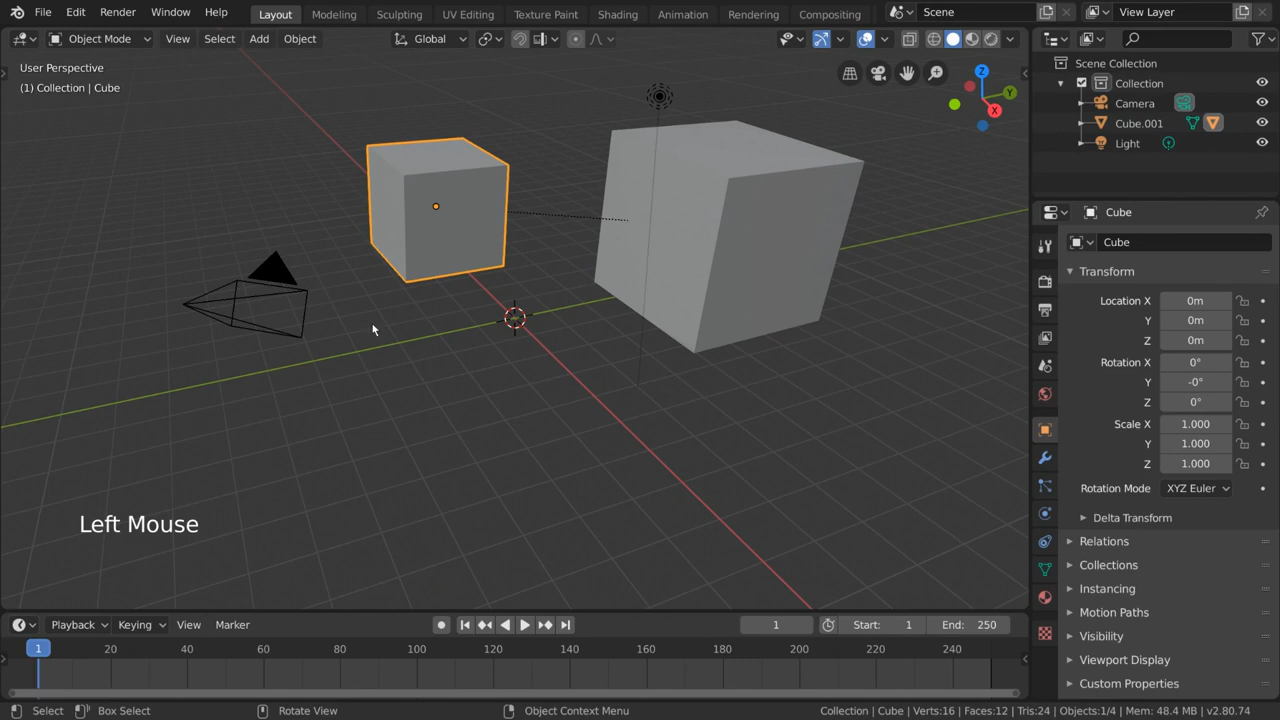 File Edit Render Window Help Layout Modeling Sculpting UV Editing Texture Paint Shading Animation Rendering Compositing Scene View Layer
Object Mode View Select Add Object Global
User Perspective
(1) Collection | Cube
Z
Y
X
Scene Collection
Collection
Camera
Cube.001
Light
Cube
Cube
Transform
Location X 0m
Y 0m
Z 0m
Rotation X 0°
Y -0°
Z 0°
Scale X 1.000
Y 1.000
Z 1.000
Rotation Mode XYZ Euler
Delta Transform
Relations
Collections
Instancing
Motion Paths
Visibility
Viewport Display
Custom Properties
Left Mouse
Playback Keying View Marker 1 Start: 1 End: 250
1 20 40 60 80 100 120 140 160 180 200 220 240
Select Box Select Rotate View Object Context Menu Collection | Cube | Verts:16 | Faces:12 | Tris:24 | Objects:1/4 | Mem: 48.4 MB | v2.80.74